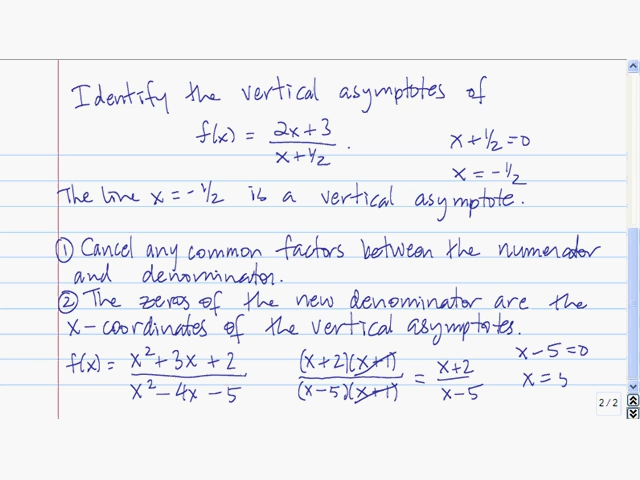 Identify the vertical asymptotes of
f(x) = (2x+3)/(x+1/2).
x+1/2=0
x=-1/2
The line x=-1/2 is a vertical asymptote.
① Cancel any common factors between the numerator
and denominator.
② The zeros of the new denominator are the
x-coordinates of the vertical asymptotes.
f(x) = (x²+3x+2)/(x²-4x-5) (x+2)(x+1)/(x-5)(x+1) = (x+2)/(x-5)
x-5=0
x=5
2/2